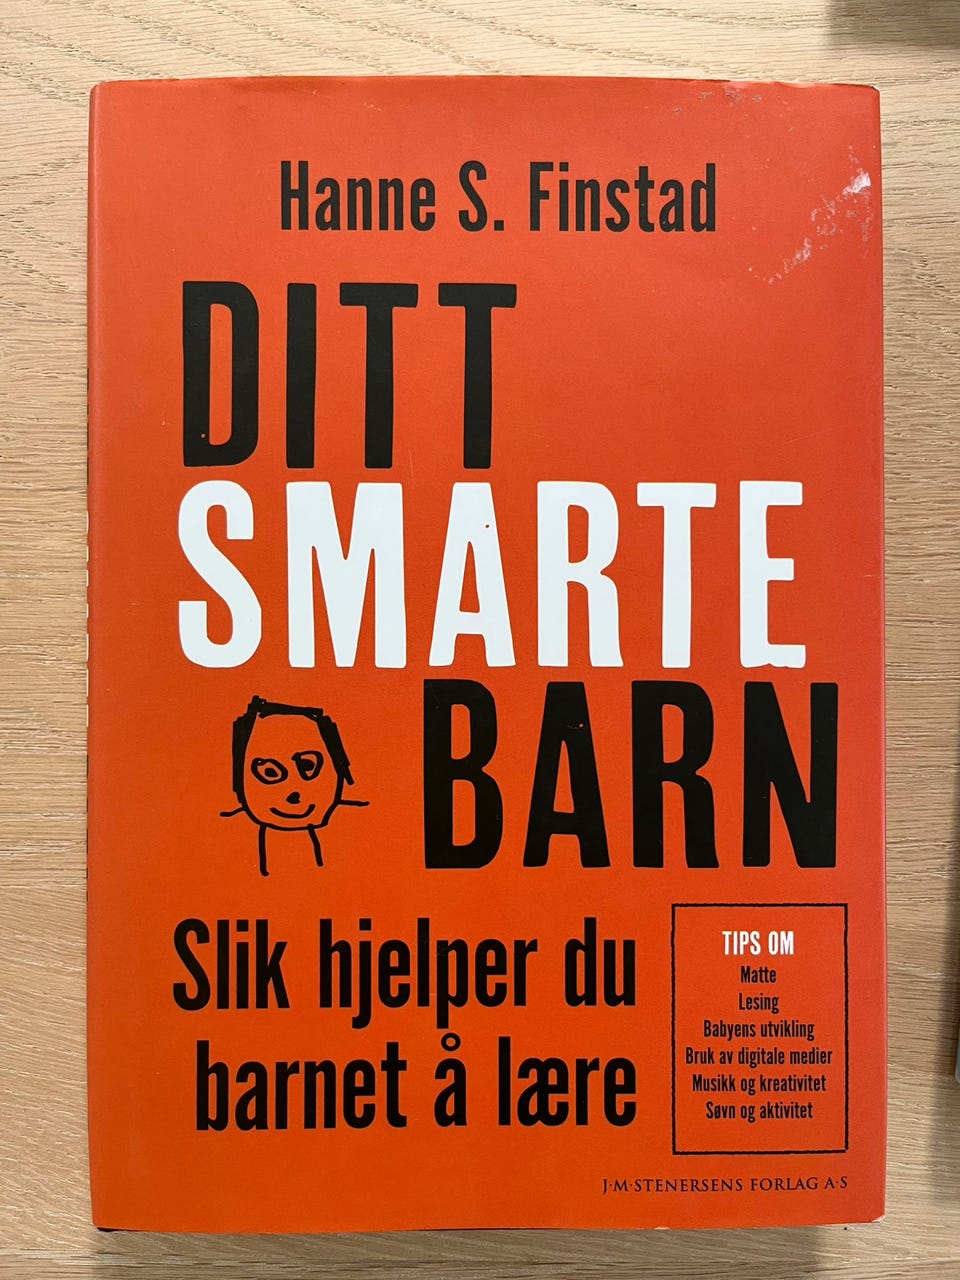 Hanne S. Finstad
DITT
SMARTE
BARN
Slik hjelper du
barnet å lære
TIPS OM
Matte
Lesing
Babyens utvikling
Bruk av digitale medier
Musikk og kreativitet
Søvn og aktivitet
J·M·STENERSENS FORLAG A·S